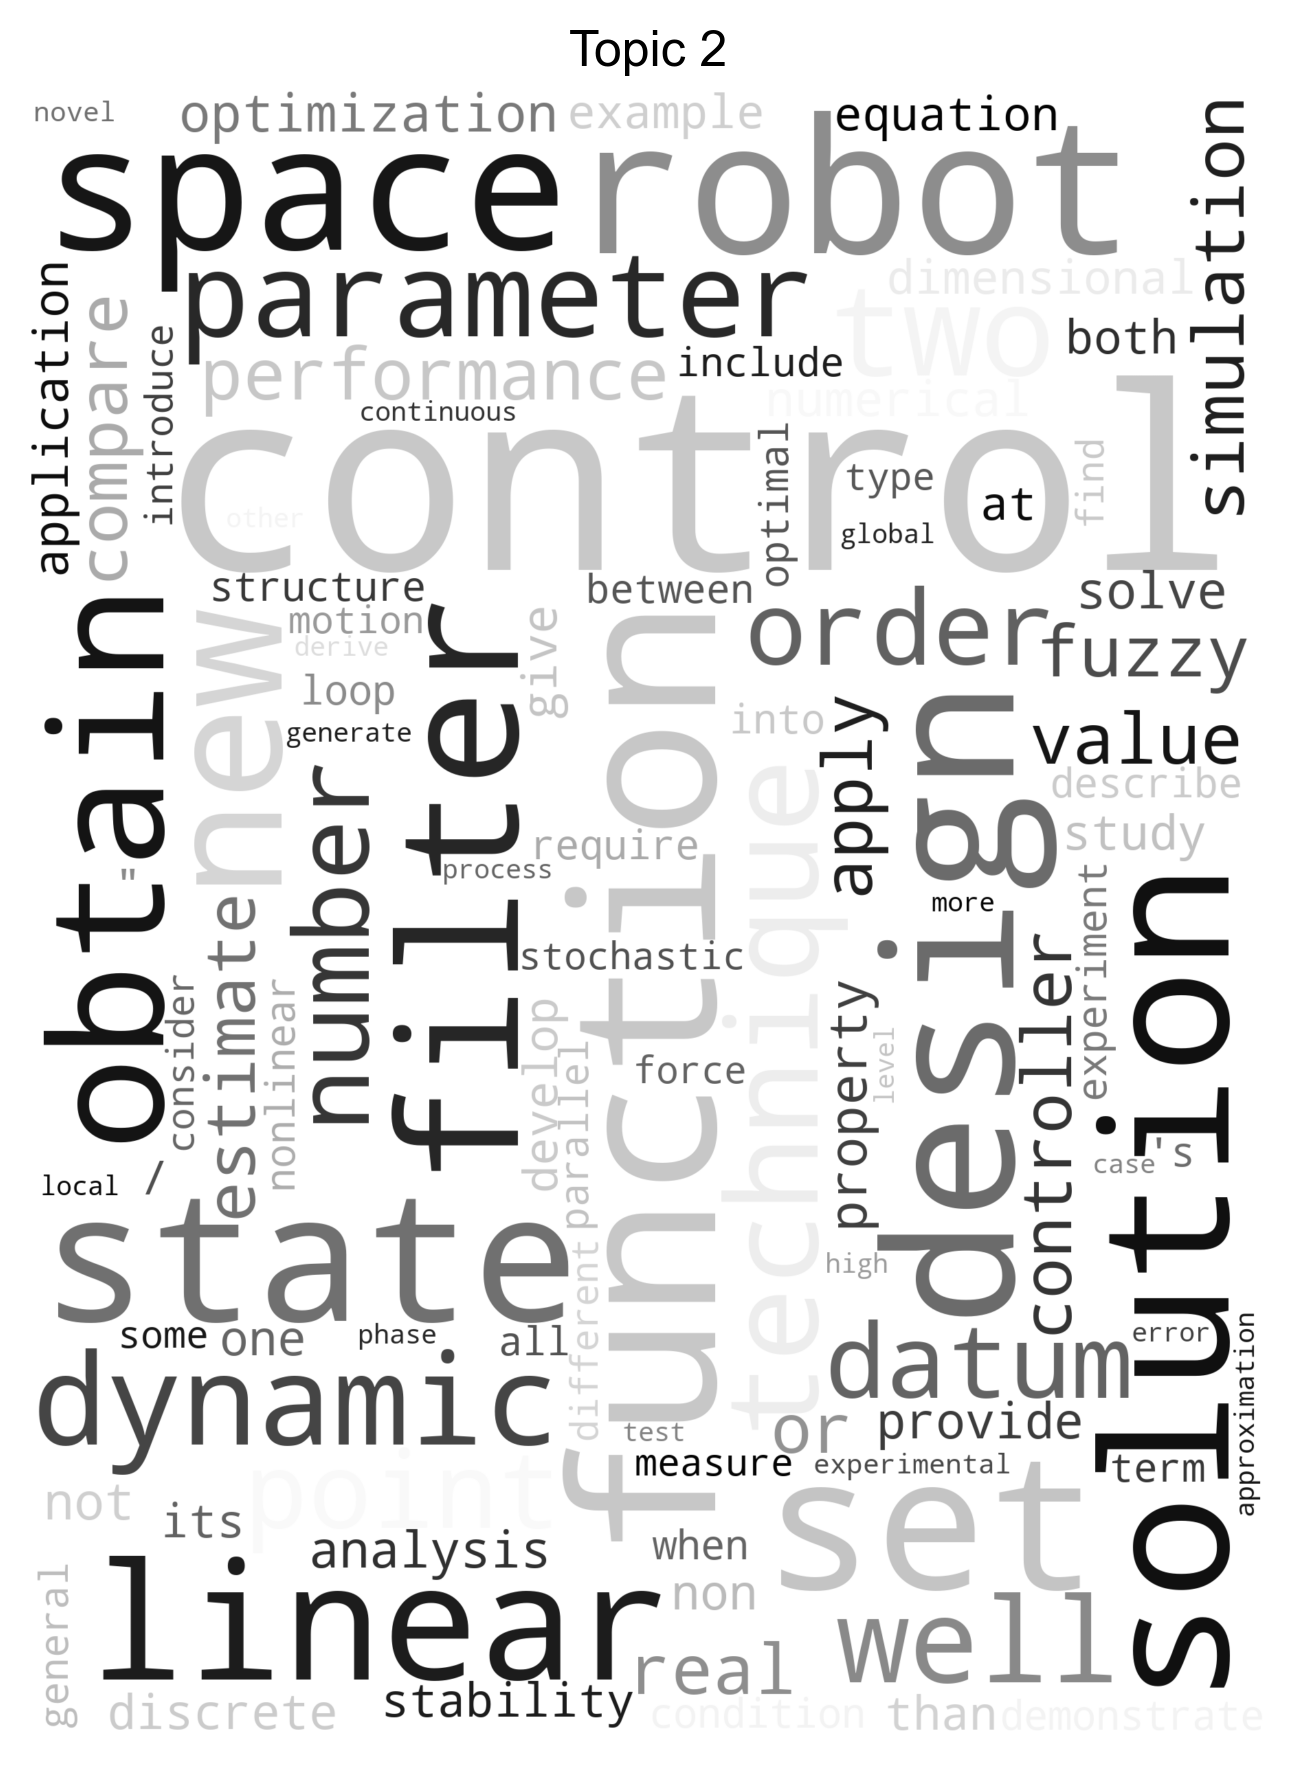 Topic 2
novel
optimization
example
equation
space
robot
simulation
parameter
dimensional
two
both
application
compare
introduce
performance
include
numerical
continuous
control
optimal
type
at
find
global
other
structure
between
solve
motion
derive
order
fuzzy
obtain
new
loop
give
generate
filter
function
into
apply
design
value
describe
number
technique
require
study
"
process
more
solution
estimate
stochastic
experiment
consider
nonlinear
develop
parallel
force
property
level
controller
case
's
local
/
state
different
high
some
one
phase
all
datum
error
approximation
dynamic
test
or
provide
measure
experimental
term
point
not
its
set
analysis
when
general
linear
non
well
real
discrete
stability
condition
than
demonstrate